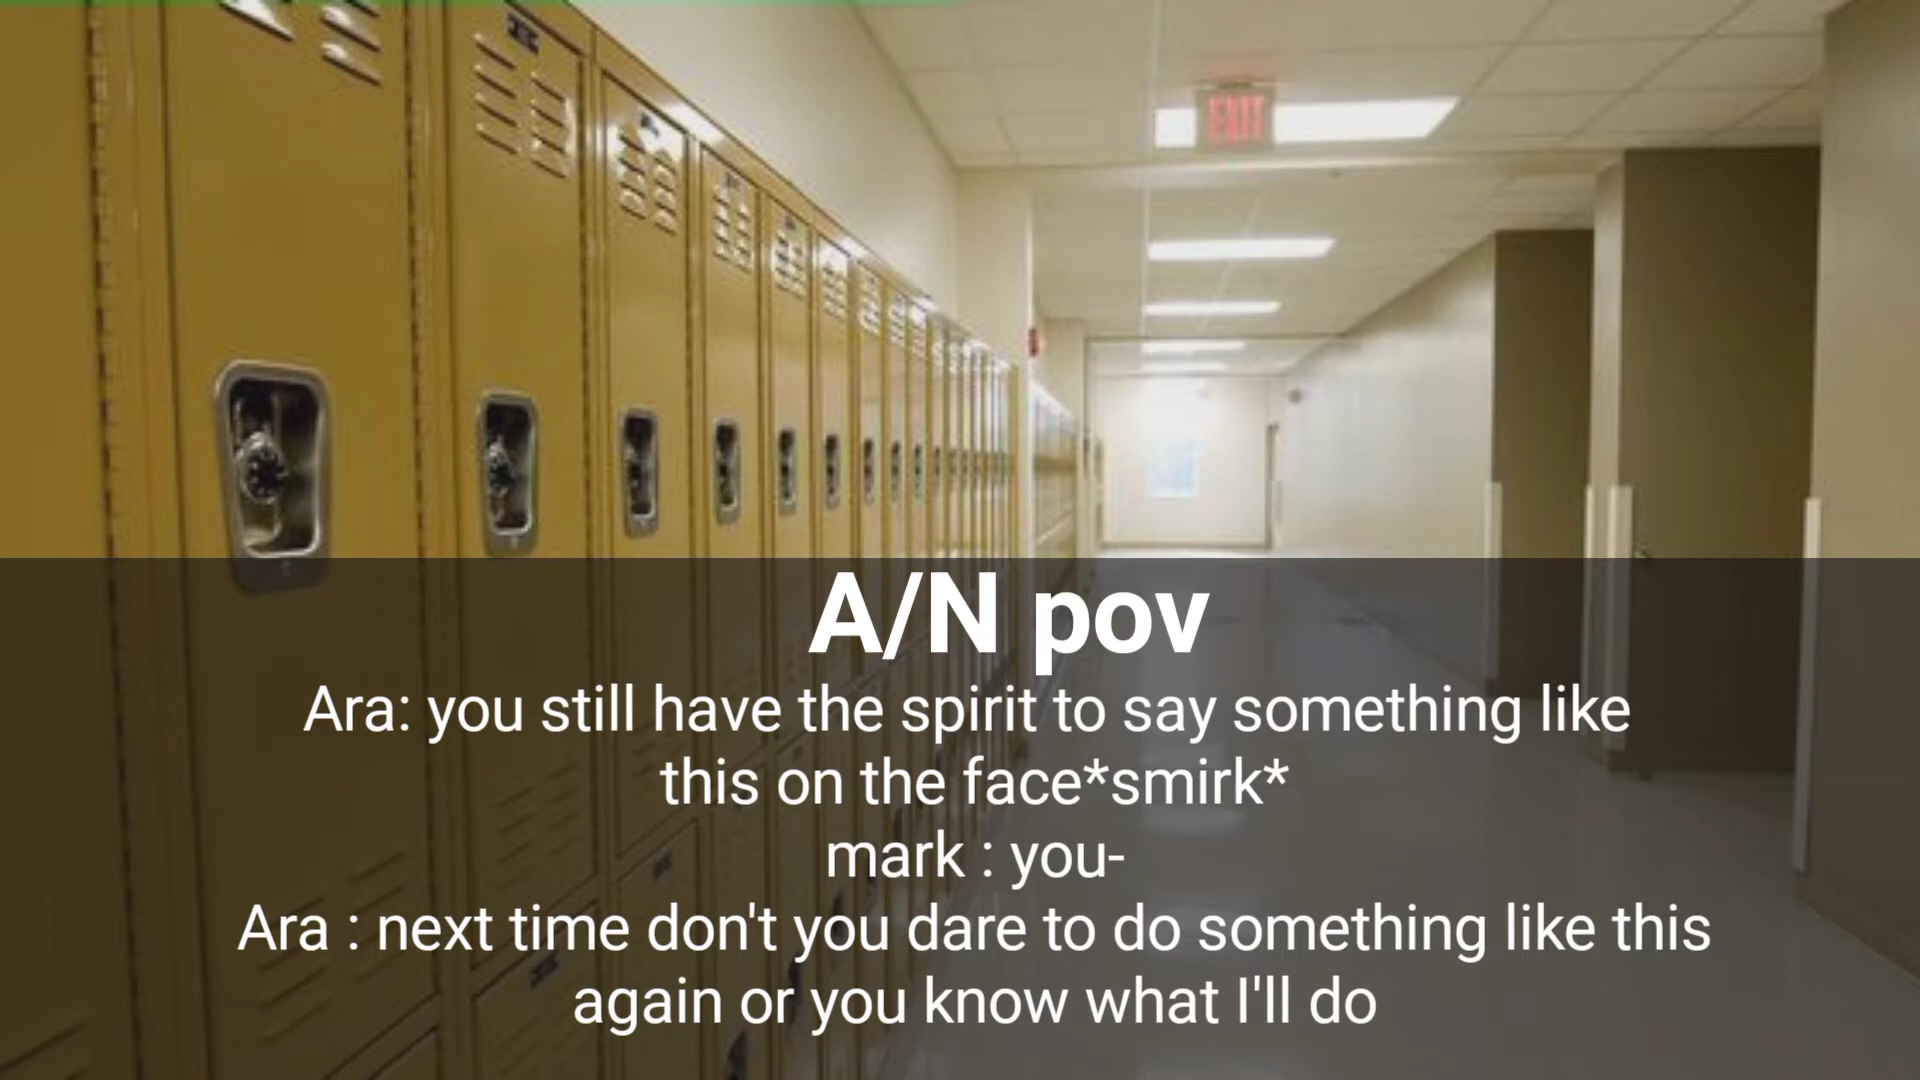 EXIT
A/N pov
Ara: you still have the spirit to say something like
this on the face*smirk*
mark : you-
Ara : next time don't you dare to do something like this
again or you know what I'll do